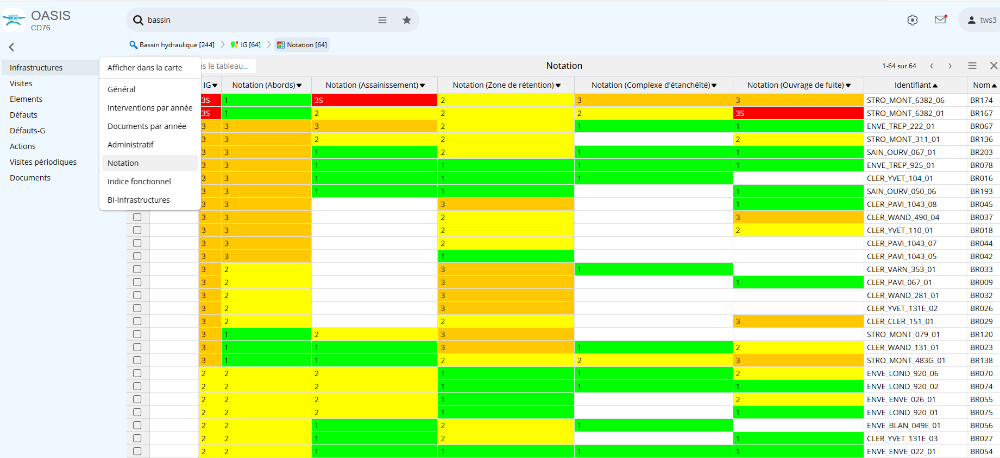 OASIS
CD76
bassin
tws3
Bassin hydraulique [244] IG [64] Notation [64]
Infrastructures
Visites
Elements
Défauts
Défauts-G
Actions
Visites périodiques
Documents
Afficher dans la carte
Général
Interventions par année
Documents par année
Administratif
Notation
Indice fonctionnel
BI-Infrastructures
s le tableau... Notation 1-64 sur 64
IG Notation (Abords) Notation (Assainissement) Notation (Zone de rétention) Notation (Complexe d'étanchéïté) Notation (Ouvrage de fuite) Identifiant Nom
3S 1 3S 2 3 3 STRO_MONT_6382_06 BR174
3S 1 2 2 2 3S STRO_MONT_6382_01 BR167
3 3 3 2 1 1 ENVE_TREP_222_01 BR067
3 3 2 2 2 STRO_MONT_311_01 BR136
3 3 1 2 1 1 SAIN_OURV_067_01 BR203
3 3 1 1 1 1 ENVE_TREP_925_01 BR078
3 3 1 1 1 CLER_YVET_104_01 BR016
3 3 1 1 1 SAIN_OURV_050_06 BR193
3 3 3 1 CLER_PAVI_1043_08 BR045
3 3 2 3 CLER_WAND_490_04 BR037
3 3 2 2 CLER_YVET_110_01 BR018
3 3 2 CLER_PAVI_1043_07 BR044
3 3 1 CLER_PAVI_1043_05 BR042
3 2 3 1 CLER_VARN_353_01 BR033
3 2 3 1 CLER_PAVI_067_01 BR009
3 2 3 CLER_WAND_281_01 BR032
3 2 3 CLER_YVET_131E_02 BR026
3 2 2 3 CLER_CLER_151_01 BR029
3 1 2 3 STRO_MONT_079_01 BR120
3 1 1 3 1 2 CLER_WAND_131_01 BR023
3 1 1 2 2 3 STRO_MONT_483G_01 BR138
2 2 2 1 1 2 ENVE_LOND_920_06 BR070
2 2 2 1 1 1 ENVE_LOND_920_02 BR074
2 2 2 1 2 ENVE_ENVE_026_01 BR055
2 2 2 1 1 ENVE_LOND_920_01 BR075
2 2 1 2 1 ENVE_BLAN_049E_01 BR056
2 2 1 2 1 CLER_YVET_131E_03 BR027
2 2 1 1 1 1 ENVE_ENVE_022_01 BR054